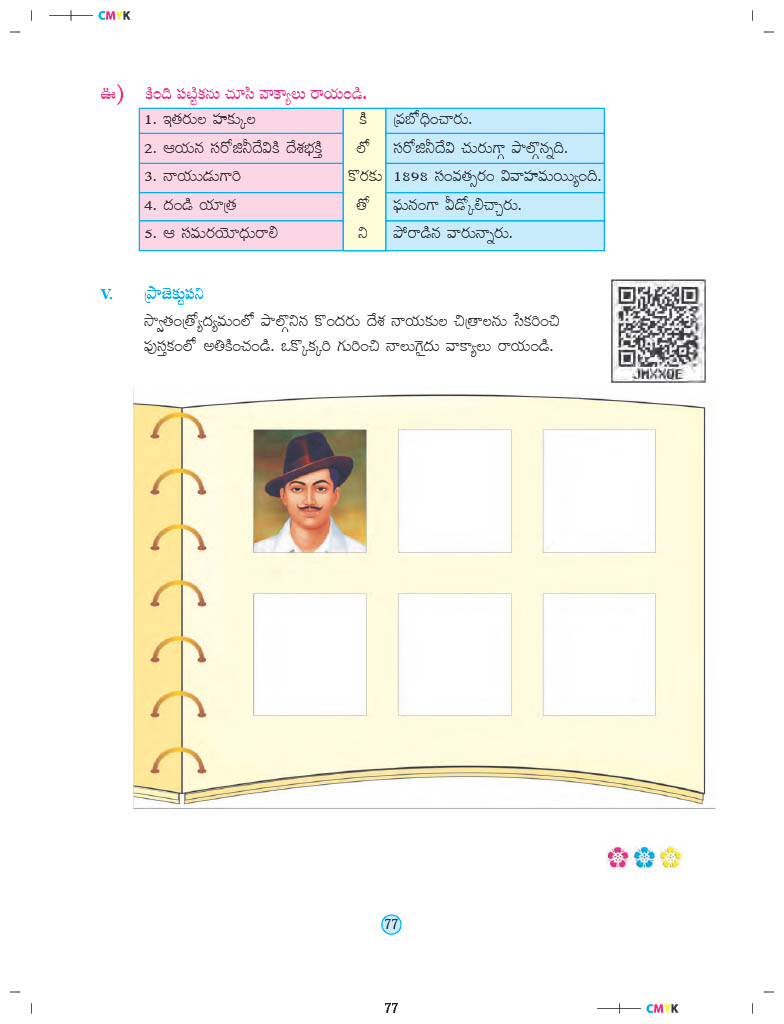 CMYK
ఊ) కింది పట్టికను చూసి వాక్యాలు రాయండి.
1. ఇతరుల హక్కుల కి ప్రబోధించారు.
2. ఆయన సరోజినీదేవికి దేశభక్తి లో సరోజినీదేవి చురుగ్గా పాల్గొన్నది.
3. నాయుడుగారి కొరకు 1898 సంవత్సరం వివాహమయ్యింది.
4. దండి యాత్ర తో ఘనంగా వీడ్కోలిచ్చారు.
5. ఆ సమరయోధురాలి ని పోరాడిన వారున్నారు.
V. ప్రాజెక్టుపని
స్వాతంత్ర్యోద్యమంలో పాల్గొనిన కొందరు దేశ నాయకుల చిత్రాలను సేకరించి
పుస్తకంలో అతికించండి. ఒక్కొక్కరి గురించి నాలుగైదు వాక్యాలు రాయండి.
JMXXQE
77
77
CMYK